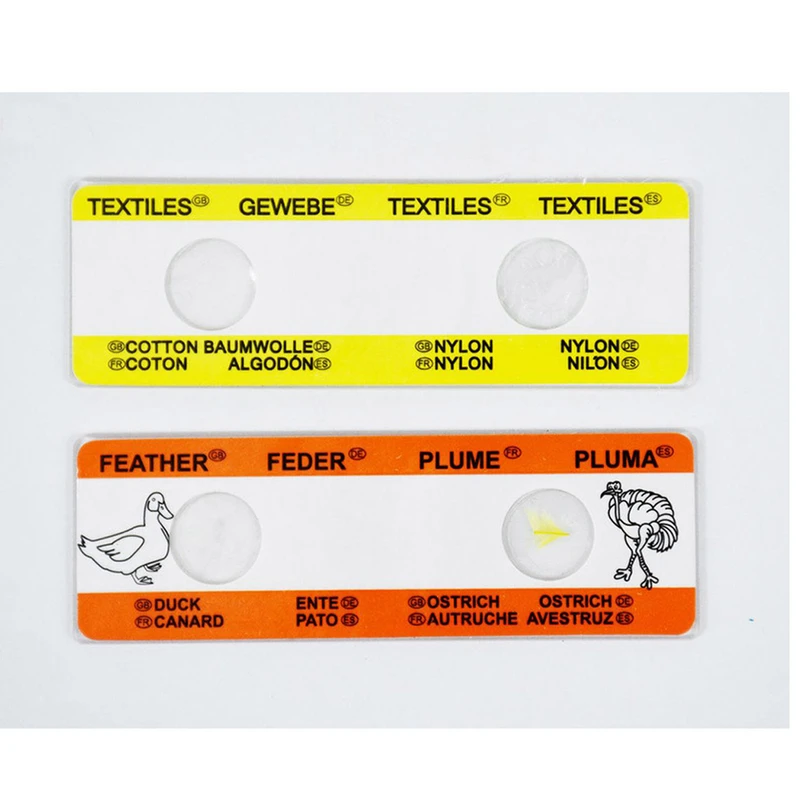 TEXTILES GB GEWEBE DE TEXTILES FR TEXTILES ES
GB COTTON BAUMWOLLE DE GB NYLON NYLON DE
FR COTON ALGODÓN ES FR NYLON NILÓN ES
FEATHER GB FEDER DE PLUME FR PLUMA ES
GB DUCK ENTE DE GB OSTRICH OSTRICH DE
FR CANARD PATO ES FR AUTRUCHE AVESTRUZ ES